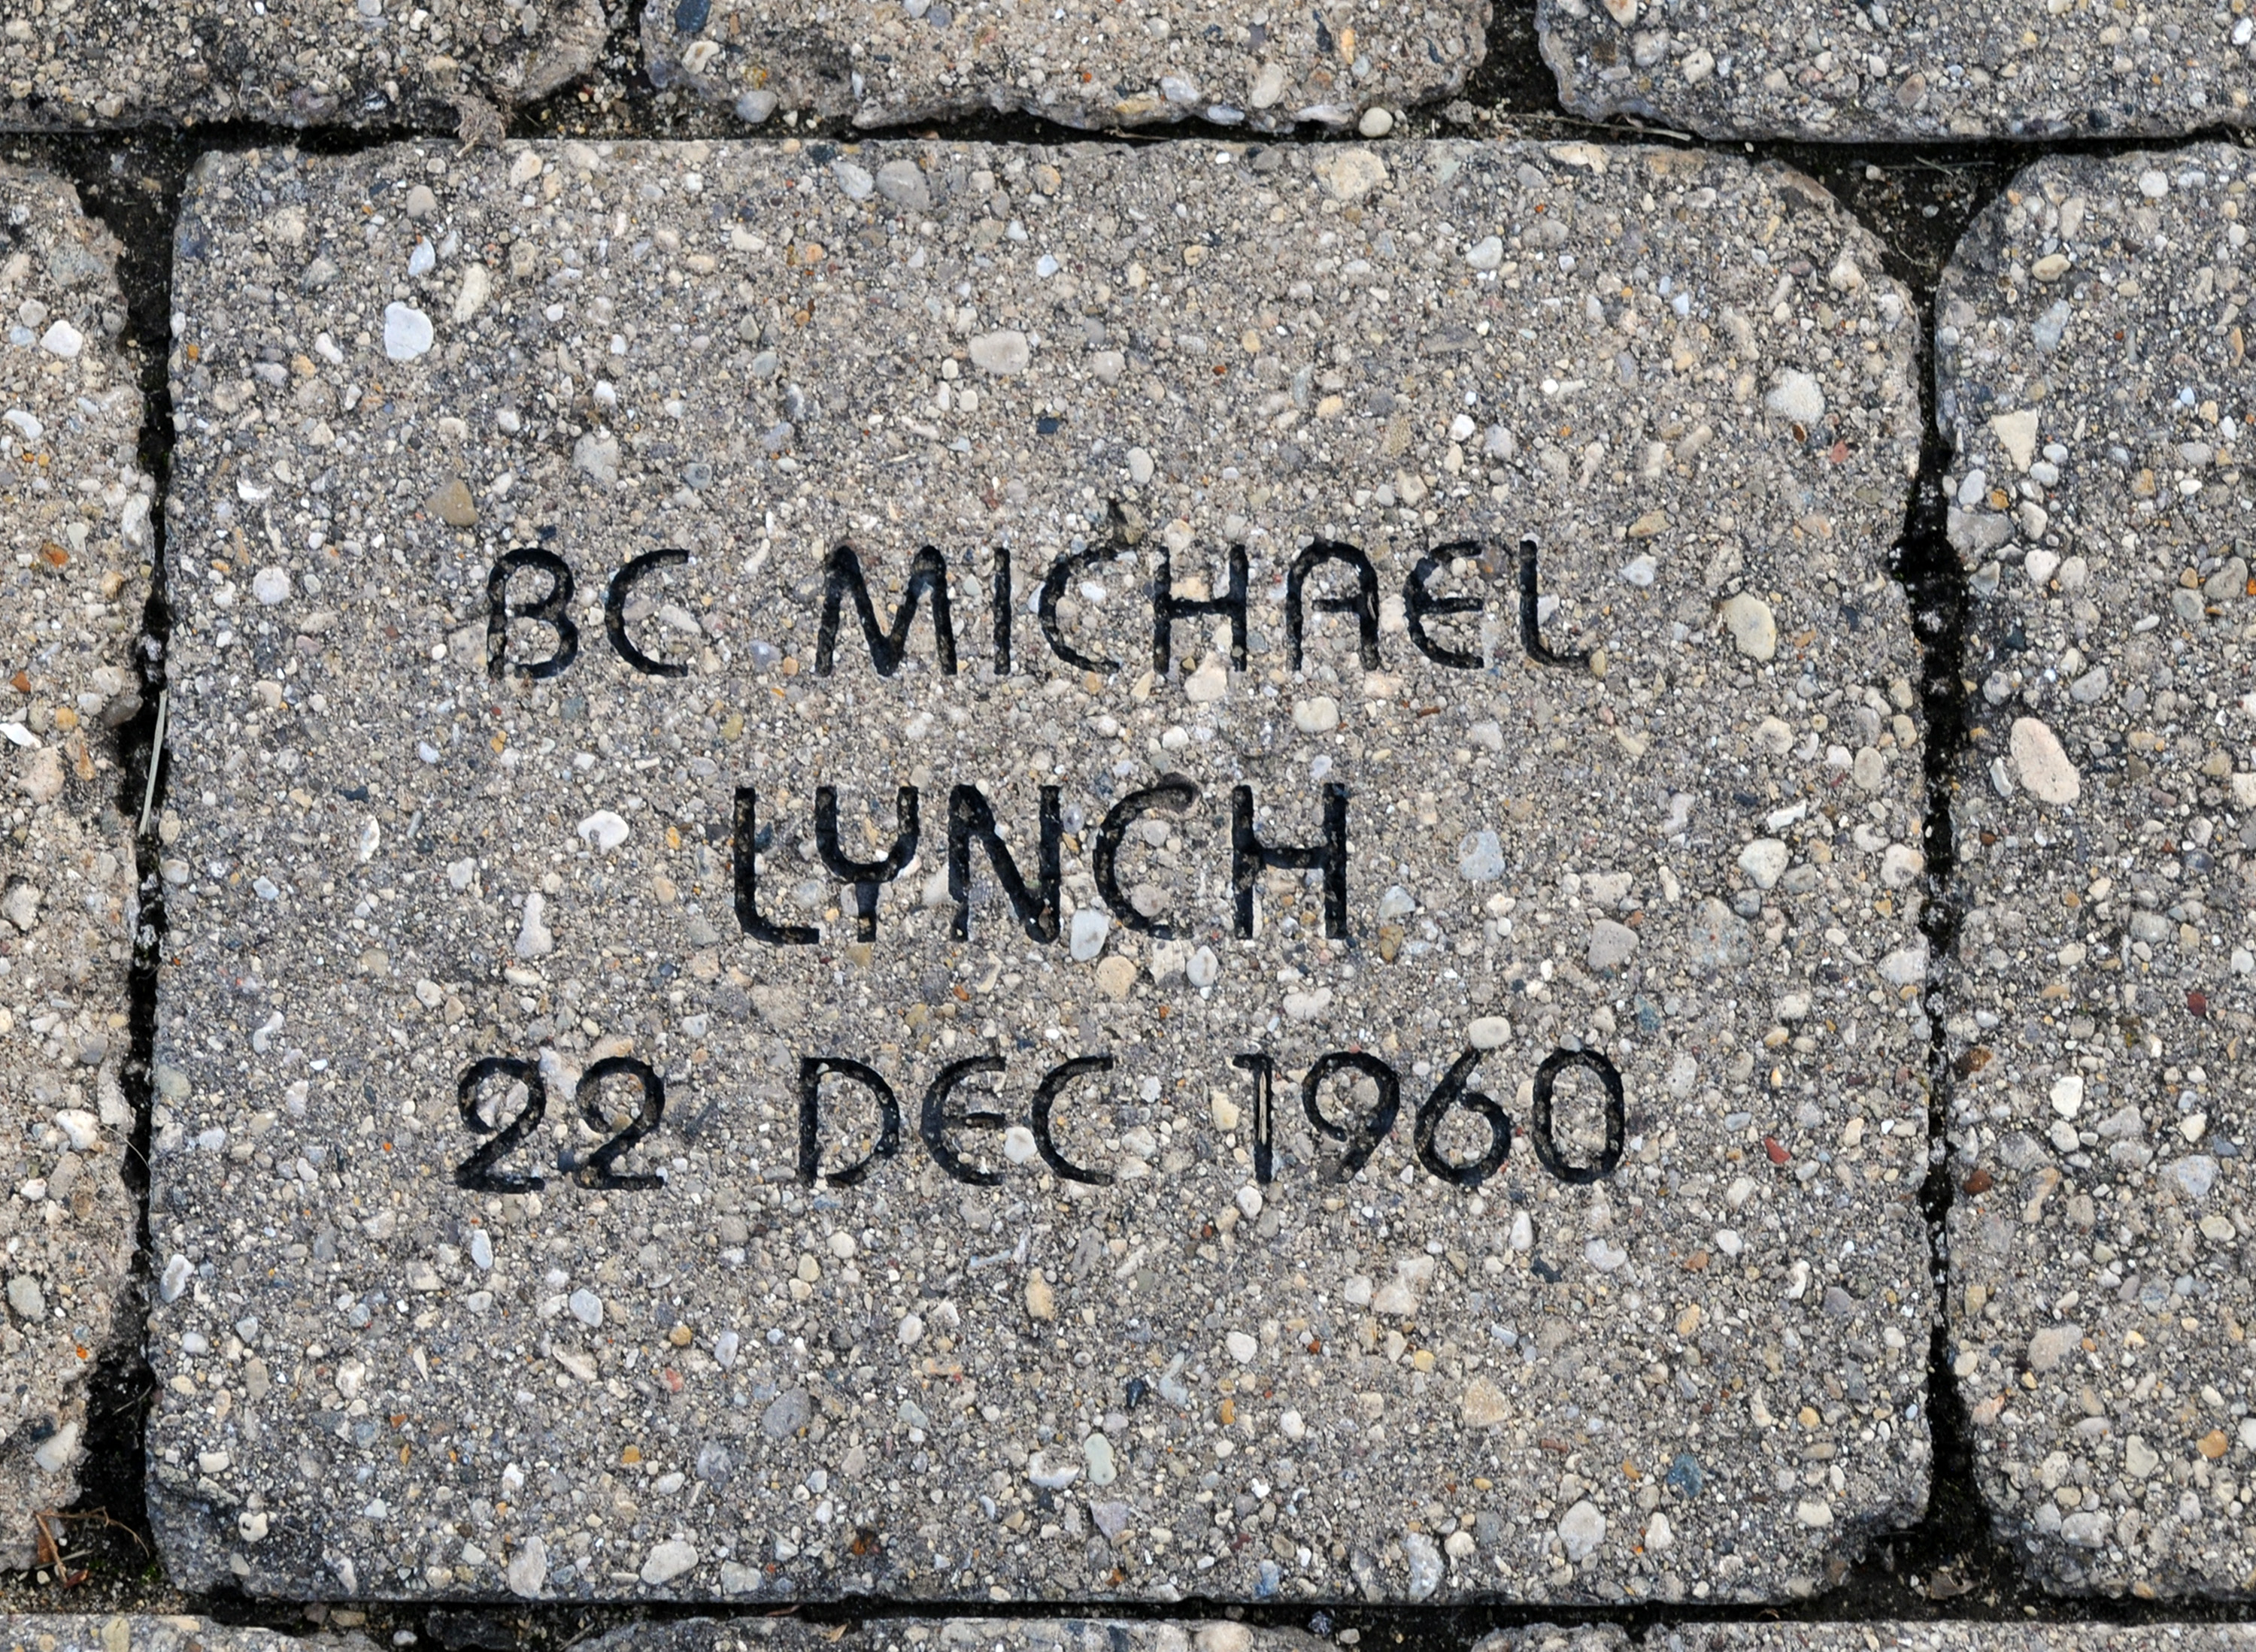 BC MICHAEL
LYNCH
22 DEC 1960